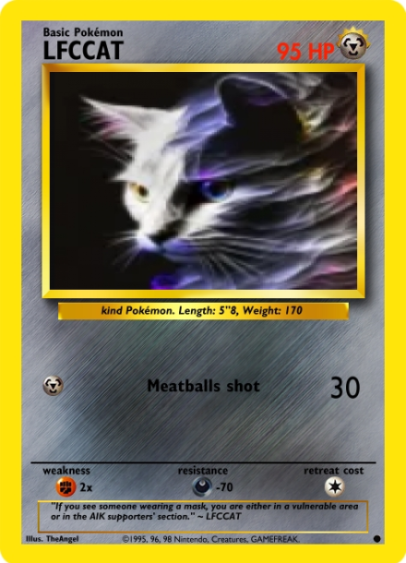 Basic Pokémon
LFCCAT
95 HP
kind Pokémon. Length: 5"8, Weight: 170
Meatballs shot 30
weakness resistance retreat cost
2x -70
"If you see someone wearing a mask, you are either in a vulnerable area
or in the AIK supporters' section." ~ LFCCAT
Illus. TheAngel ©1995, 96, 98 Nintendo, Creatures, GAMEFREAK.